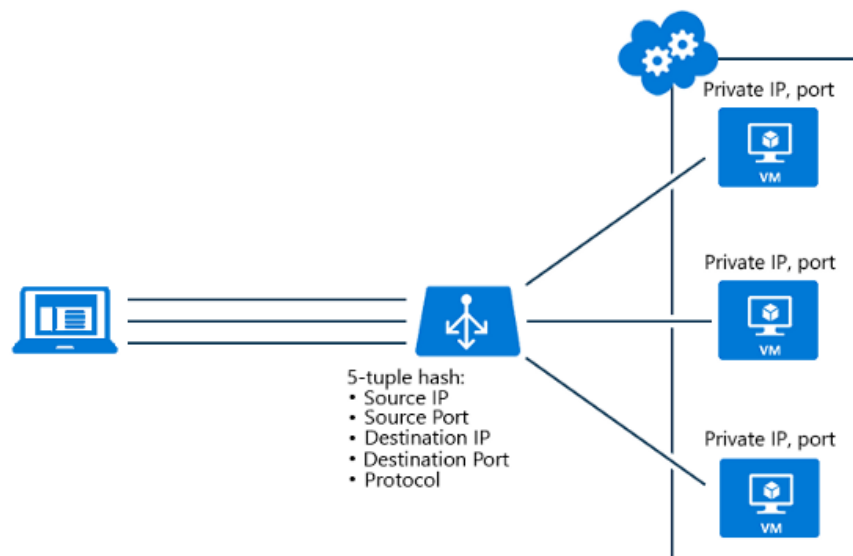 Private IP, port
VM
Private IP, port
VM
5-tuple hash:
• Source IP
• Source Port
• Destination IP
• Destination Port
• Protocol
Private IP, port
VM